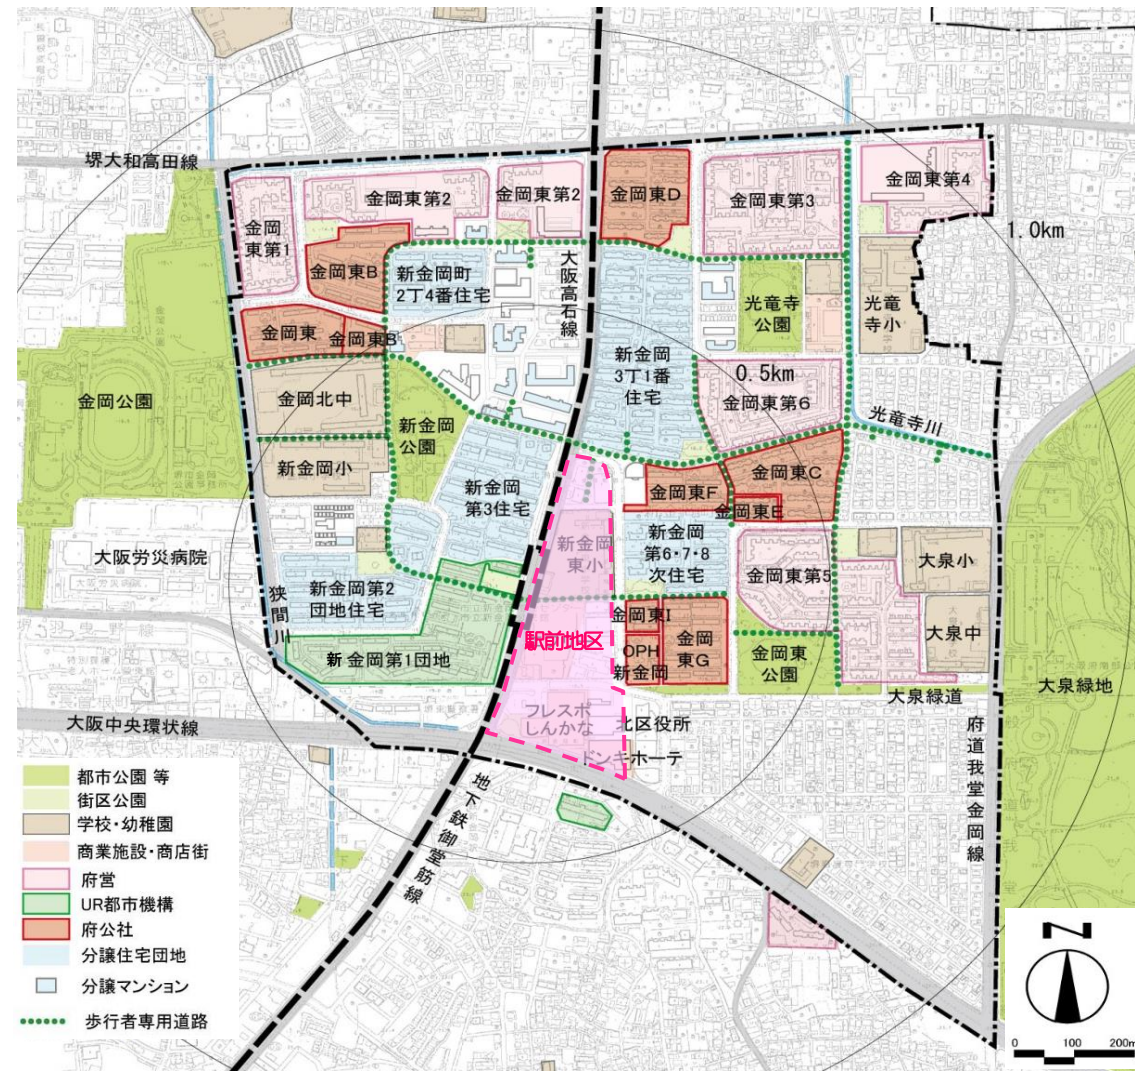 堺大和高田線
金岡東第2
金岡東第2
金岡東D
金岡東第3
金岡東第4
金岡
東第1
1.0km
金岡東B
新金岡町
2丁4番住宅
大阪高石線
光竜寺
公園
光竜
寺小
金岡東
金岡東B
新金岡
3丁1番
住宅
0.5km
金岡公園
金岡北中
新金岡
公園
金岡東第6
光竜寺川
新金岡小
新金岡
第3住宅
金岡東C
金岡東F
金岡東E
大阪労災病院
新金岡
東小
新金岡
第6・7・8
次住宅
金岡東第5
大泉小
狭間川
新金岡第2
団地住宅
金岡東I
金岡
東G
大泉中
駅前地区
OPH
新金岡
金岡東
公園
新金岡第1団地
大泉緑道
大泉緑地
大阪中央環状線
フレスポ
しんかな
北区役所
ドンキホーテ
府道我堂金岡線
地下鉄御堂筋線
都市公園 等
街区公園
学校・幼稚園
商業施設・商店街
府営
UR都市機構
府公社
分譲住宅団地
分譲マンション
歩行者専用道路
N
0 100 200m